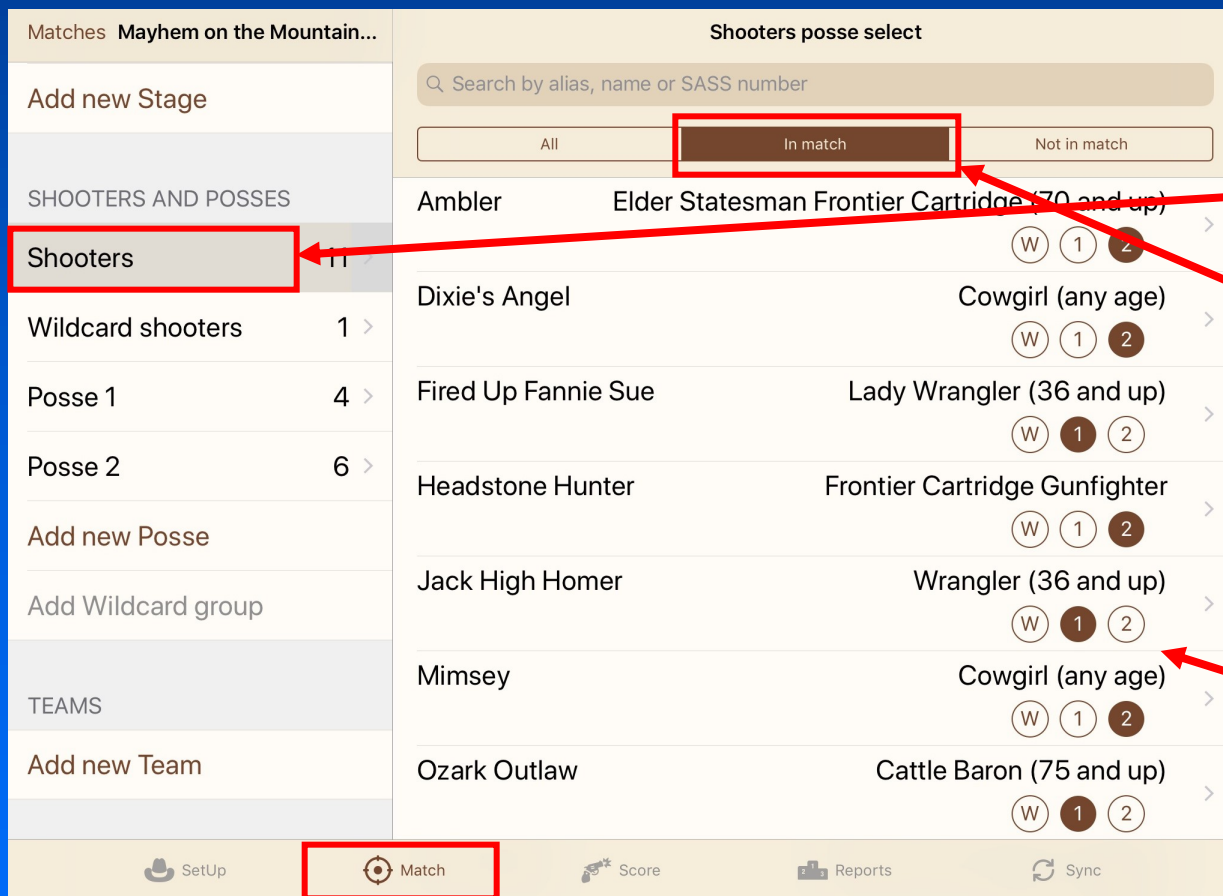 Matches Mayhem on the Mountain...
Add new Stage
SHOOTERS AND POSSES
Shooters 11
Wildcard shooters 1
Posse 1 4
Posse 2 6
Add new Posse
Add Wildcard group
TEAMS
Add new Team
Shooters posse select
Search by alias, name or SASS number
All In match Not in match
Ambler Elder Statesman Frontier Cartridge (70 and up)
W 1 2
Dixie's Angel Cowgirl (any age)
W 1 2
Fired Up Fannie Sue Lady Wrangler (36 and up)
W 1 2
Headstone Hunter Frontier Cartridge Gunfighter
W 1 2
Jack High Homer Wrangler (36 and up)
W 1 2
Mimsey Cowgirl (any age)
W 1 2
Ozark Outlaw Cattle Baron (75 and up)
W 1 2
SetUp Match Score Reports Sync